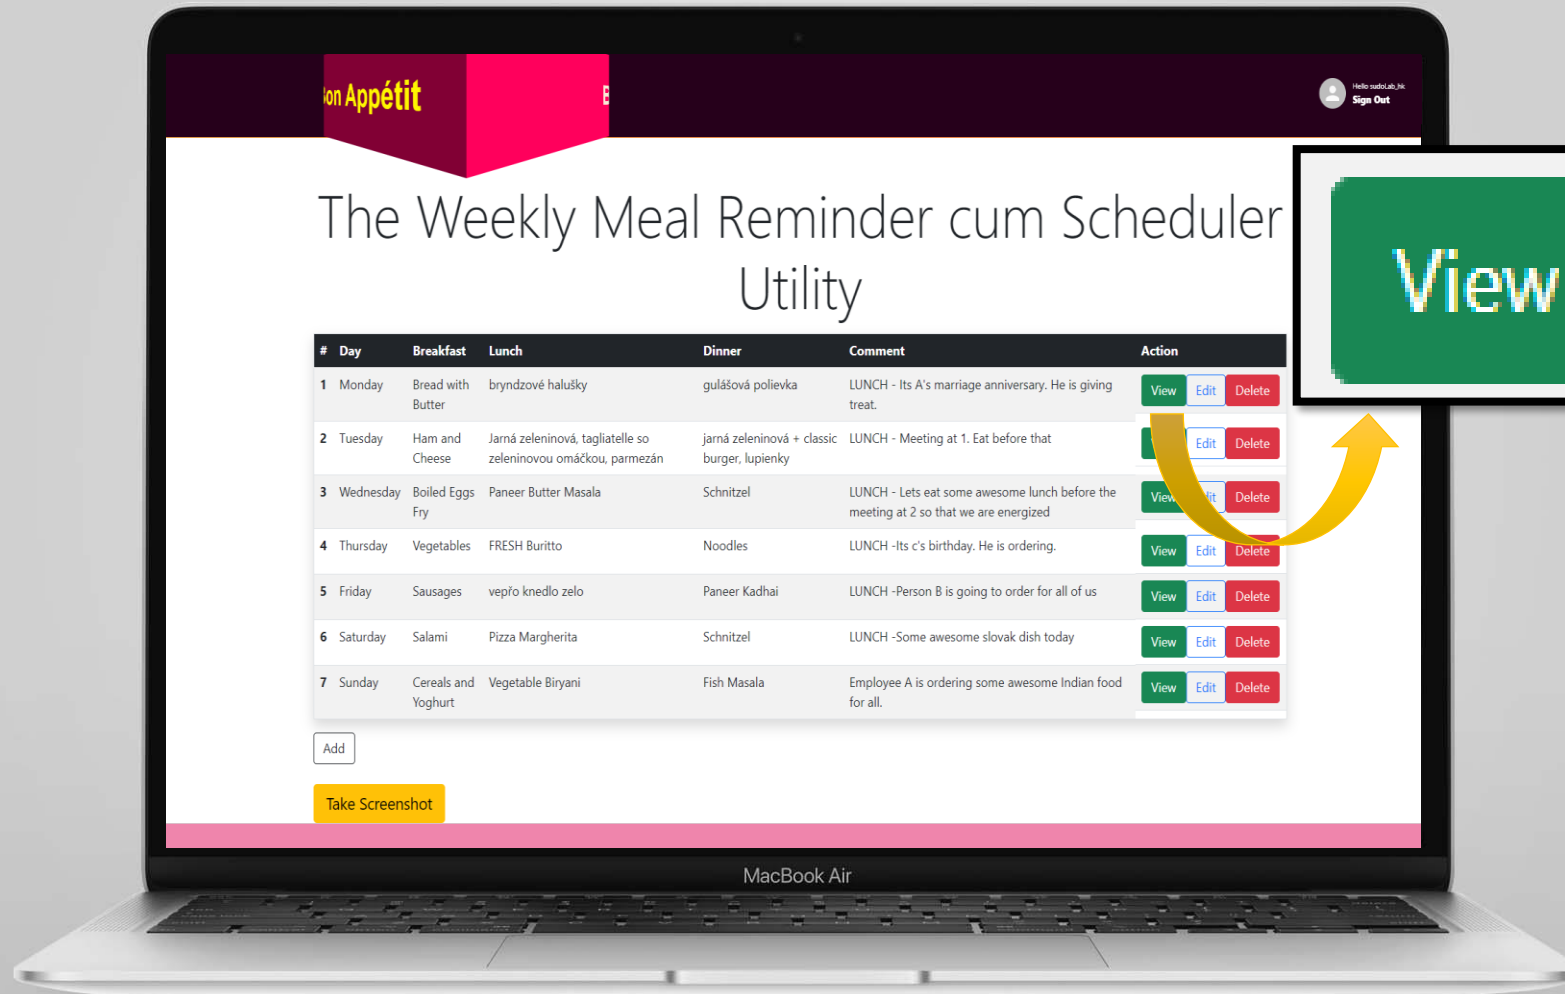 Bon Appétit
Hello sudoLab_hk
Sign Out
The Weekly Meal Reminder cum Scheduler
Utility
View
# Day Breakfast Lunch Dinner Comment Action
1 Monday Bread with Butter bryndzové halušky gulášová polievka LUNCH - Its A's marriage anniversary. He is giving treat. View Edit Delete
2 Tuesday Ham and Cheese Jarná zeleninová, tagliatelle so zeleninovou omáčkou, parmezán jarná zeleninová + classic burger, lupienky LUNCH - Meeting at 1. Eat before that Edit Delete
3 Wednesday Boiled Eggs Fry Paneer Butter Masala Schnitzel LUNCH - Lets eat some awesome lunch before the meeting at 2 so that we are energized View Delete
4 Thursday Vegetables FRESH Buritto Noodles LUNCH -Its c's birthday. He is ordering. View Edit Delete
5 Friday Sausages vepřo knedlo zelo Paneer Kadhai LUNCH -Person B is going to order for all of us View Edit Delete
6 Saturday Salami Pizza Margherita Schnitzel LUNCH -Some awesome slovak dish today View Edit Delete
7 Sunday Cereals and Yoghurt Vegetable Biryani Fish Masala Employee A is ordering some awesome Indian food for all. View Edit Delete
Add
Take Screenshot
MacBook Air